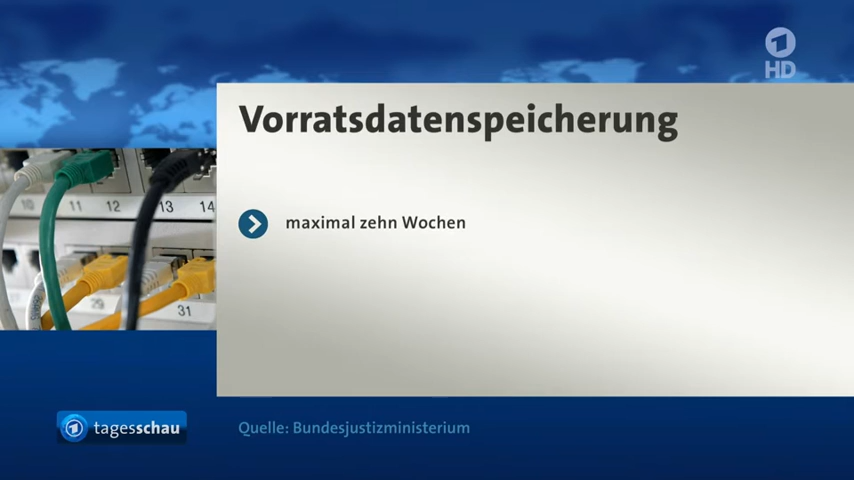 HD
Vorratsdatenspeicherung
10 11 12 13 14
maximal zehn Wochen
29
31
tagesschau
Quelle: Bundesjustizministerium